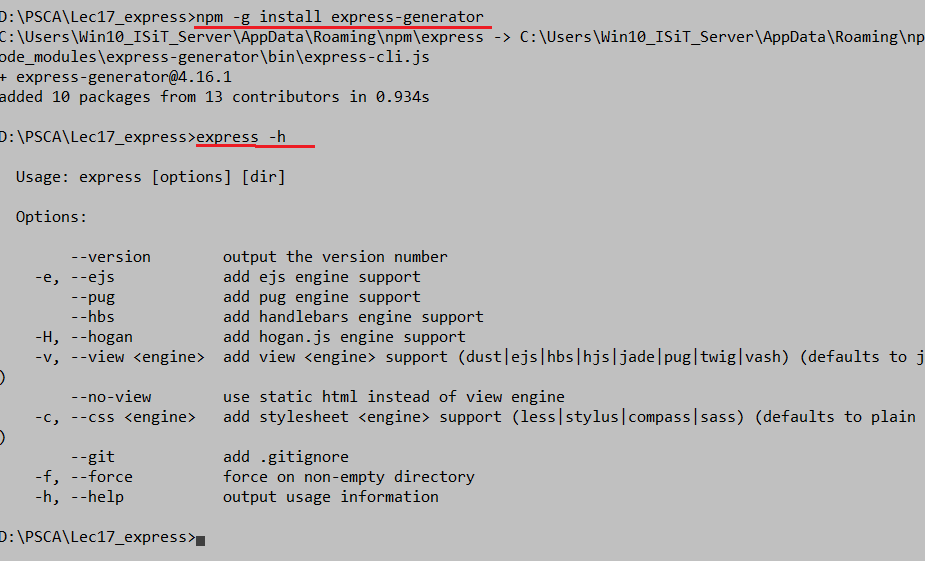 D:\PSCA\Lec17_express>npm -g install express-generator
C:\Users\Win10_ISiT_Server\AppData\Roaming\npm\express -> C:\Users\Win10_ISiT_Server\AppData\Roaming\np
ode_modules\express-generator\bin\express-cli.js
+ express-generator@4.16.1
added 10 packages from 13 contributors in 0.934s
D:\PSCA\Lec17_express>express -h
Usage: express [options] [dir]
Options:
--version output the version number
-e, --ejs add ejs engine support
--pug add pug engine support
--hbs add handlebars engine support
-H, --hogan add hogan.js engine support
-v, --view <engine> add view <engine> support (dust|ejs|hbs|hjs|jade|pug|twig|vash) (defaults to j
)
--no-view use static html instead of view engine
-c, --css <engine> add stylesheet <engine> support (less|stylus|compass|sass) (defaults to plain
)
--git add .gitignore
-f, --force force on non-empty directory
-h, --help output usage information
D:\PSCA\Lec17_express>